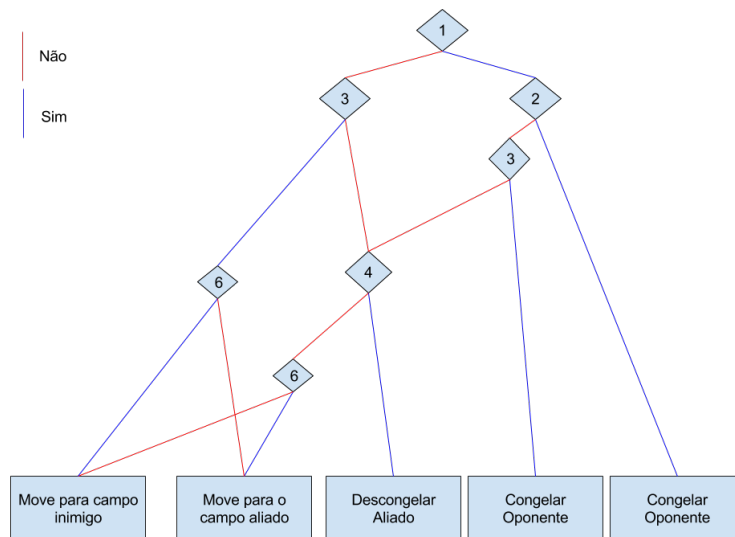 1
Não
3
2
Sim
3
4
6
6
Move para campo
inimigo
Move para o
campo aliado
Descongelar
Aliado
Congelar
Oponente
Congelar
Oponente